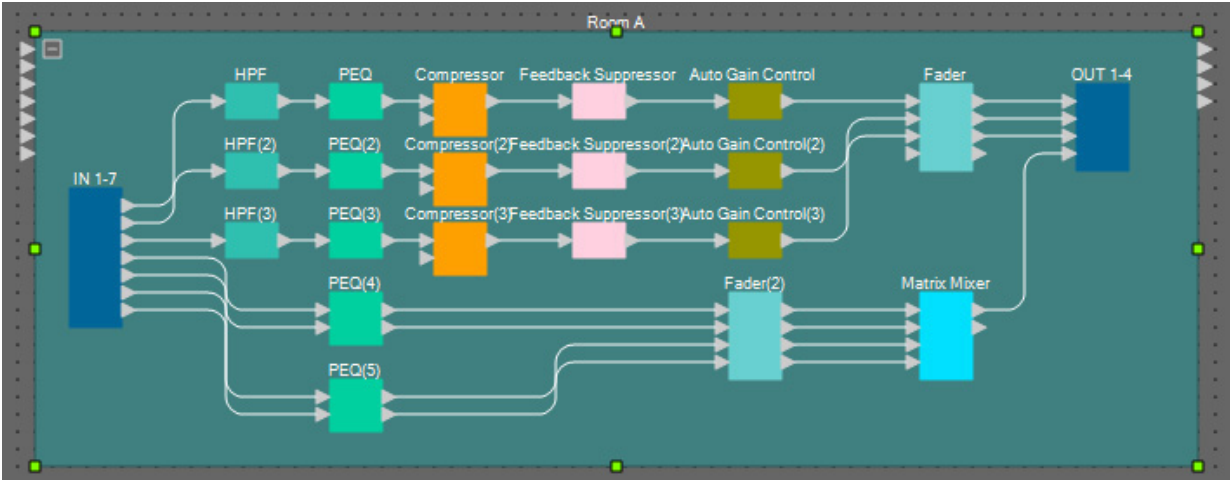 Room A
HPF
PEQ
Compressor
Feedback Suppressor
Auto Gain Control
Fader
OUT 1-4
HPF(2)
PEQ(2)
Compressor(2)
Feedback Suppressor(2)
Auto Gain Control(2)
IN 1-7
HPF(3)
PEQ(3)
Compressor(3)
Feedback Suppressor(3)
Auto Gain Control(3)
PEQ(4)
Fader(2)
Matrix Mixer
PEQ(5)